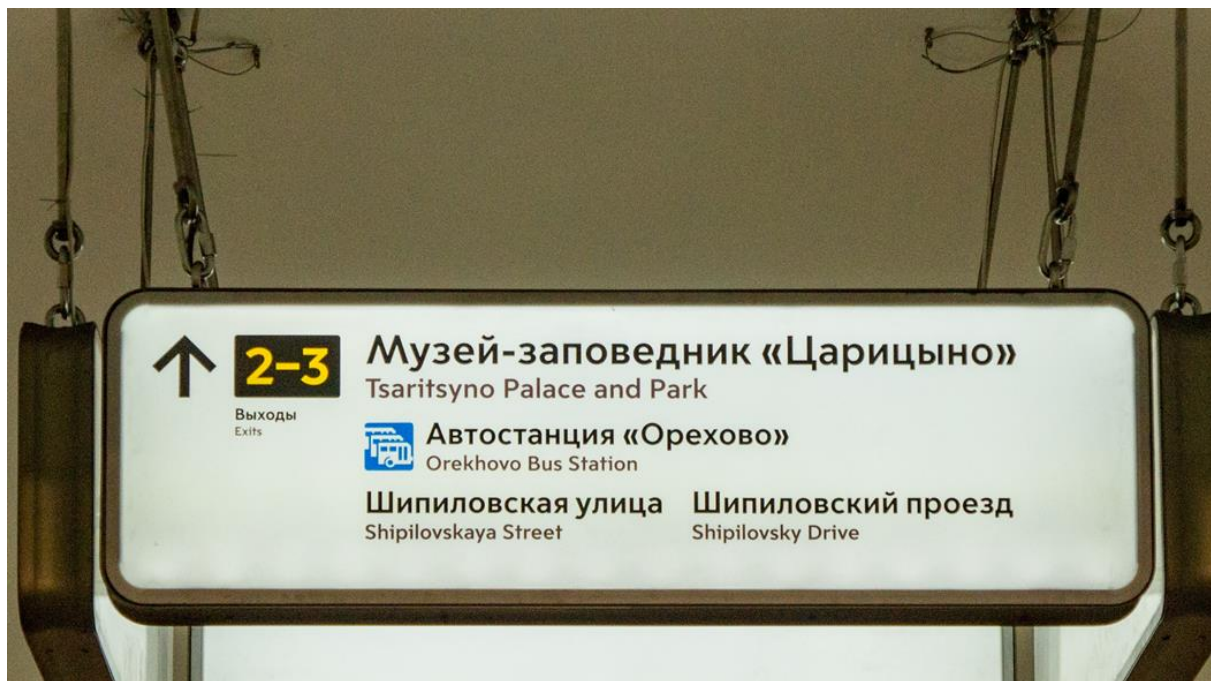 2–3
Выходы
Exits
Музей-заповедник «Царицыно»
Tsaritsyno Palace and Park
Автостанция «Орехово»
Orekhovo Bus Station
Шипиловская улица
Shipilovskaya Street
Шипиловский проезд
Shipilovsky Drive